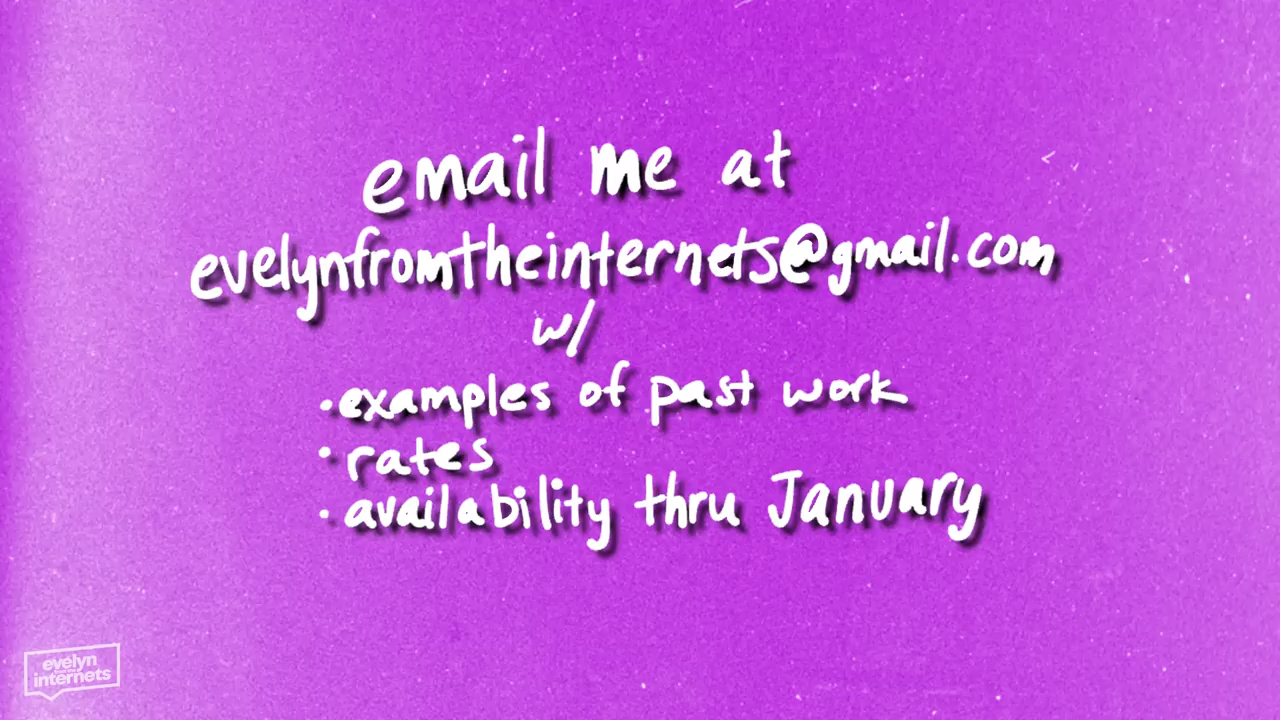 email me at
evelynfromtheinternets@gmail.com
w/
·examples of past work
·rates
·availability thru January
evelyn
from the
internets